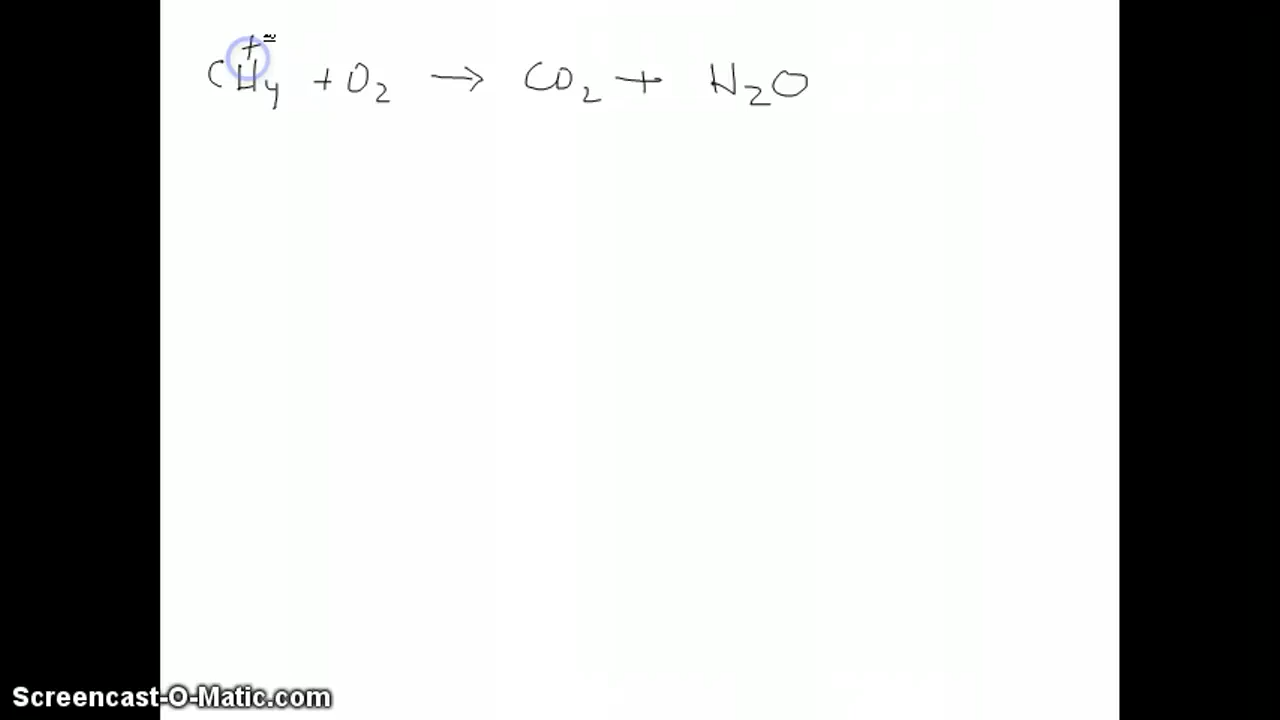 +
CH₄ + O₂ → CO₂ + H₂O
Screencast-O-Matic.com